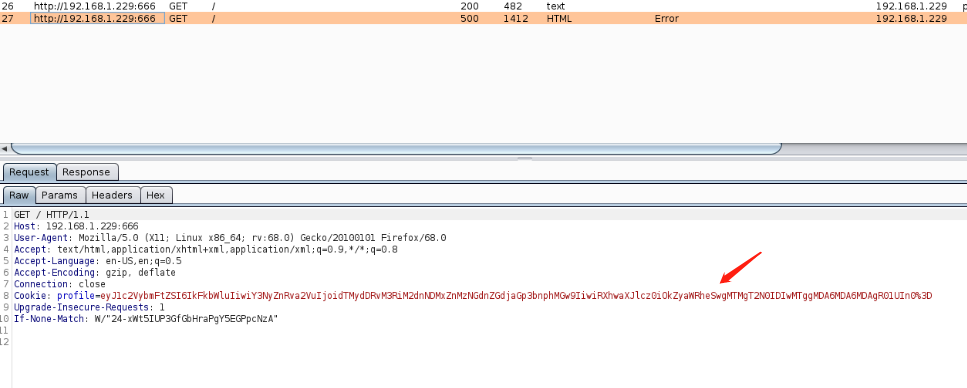 26 http://192.168.1.229:666 GET / 200 482 text 192.168.1.229
27 http://192.168.1.229:666 GET / 500 1412 HTML Error 192.168.1.229
Request Response
Raw Params Headers Hex
1 GET / HTTP/1.1
2 Host: 192.168.1.229:666
3 User-Agent: Mozilla/5.0 (X11; Linux x86_64; rv:68.0) Gecko/20100101 Firefox/68.0
4 Accept: text/html,application/xhtml+xml,application/xml;q=0.9,*/*;q=0.8
5 Accept-Language: en-US,en;q=0.5
6 Accept-Encoding: gzip, deflate
7 Connection: close
8 Cookie: profile=eyJ1c2VybmFtZSI6IkFkbWluIiwiY3NyZnRva2VuIjoidTMydDRvM3RiM2dnNDMxZnMzNGdnZGdjaGp3bnphMGw9IiwiRXhwaXJlcz0iOkZyaWRheSwgMTMgT2N0IDIwMTggMDA6MDA6MDAgR01UIn0%3D
9 Upgrade-Insecure-Requests: 1
10 If-None-Match: W/"24-xWt5IUP3GfGbHraPgY5EGPpcNzA"
11
12